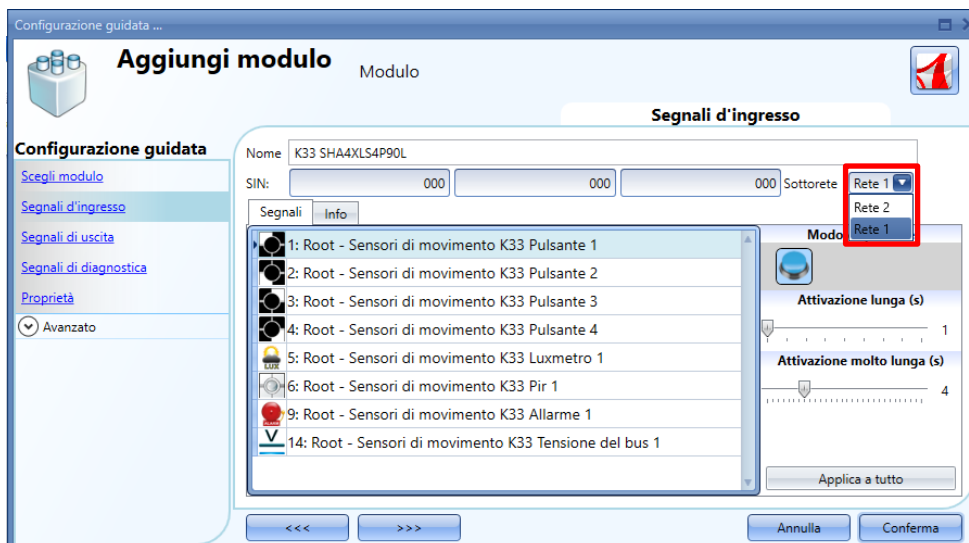 Configurazione guidata ...
Aggiungi modulo
Modulo
Segnali d'ingresso
Configurazione guidata
Scegli modulo
Segnali d'ingresso
Segnali di uscita
Segnali di diagnostica
Proprietà
Avanzato
Nome K33 SHA4XLS4P90L
SIN: 000 000 000 Sottorete Rete 1
Rete 2
Rete 1
Segnali Info
1: Root - Sensori di movimento K33 Pulsante 1
2: Root - Sensori di movimento K33 Pulsante 2
3: Root - Sensori di movimento K33 Pulsante 3
4: Root - Sensori di movimento K33 Pulsante 4
LUX 5: Root - Sensori di movimento K33 Luxmetro 1
6: Root - Sensori di movimento K33 Pir 1
ALARM 9: Root - Sensori di movimento K33 Allarme 1
V 14: Root - Sensori di movimento K33 Tensione del bus 1
Modo
Attivazione lunga (s)
1
Attivazione molto lunga (s)
4
Applica a tutto
<<< >>> Annulla Conferma